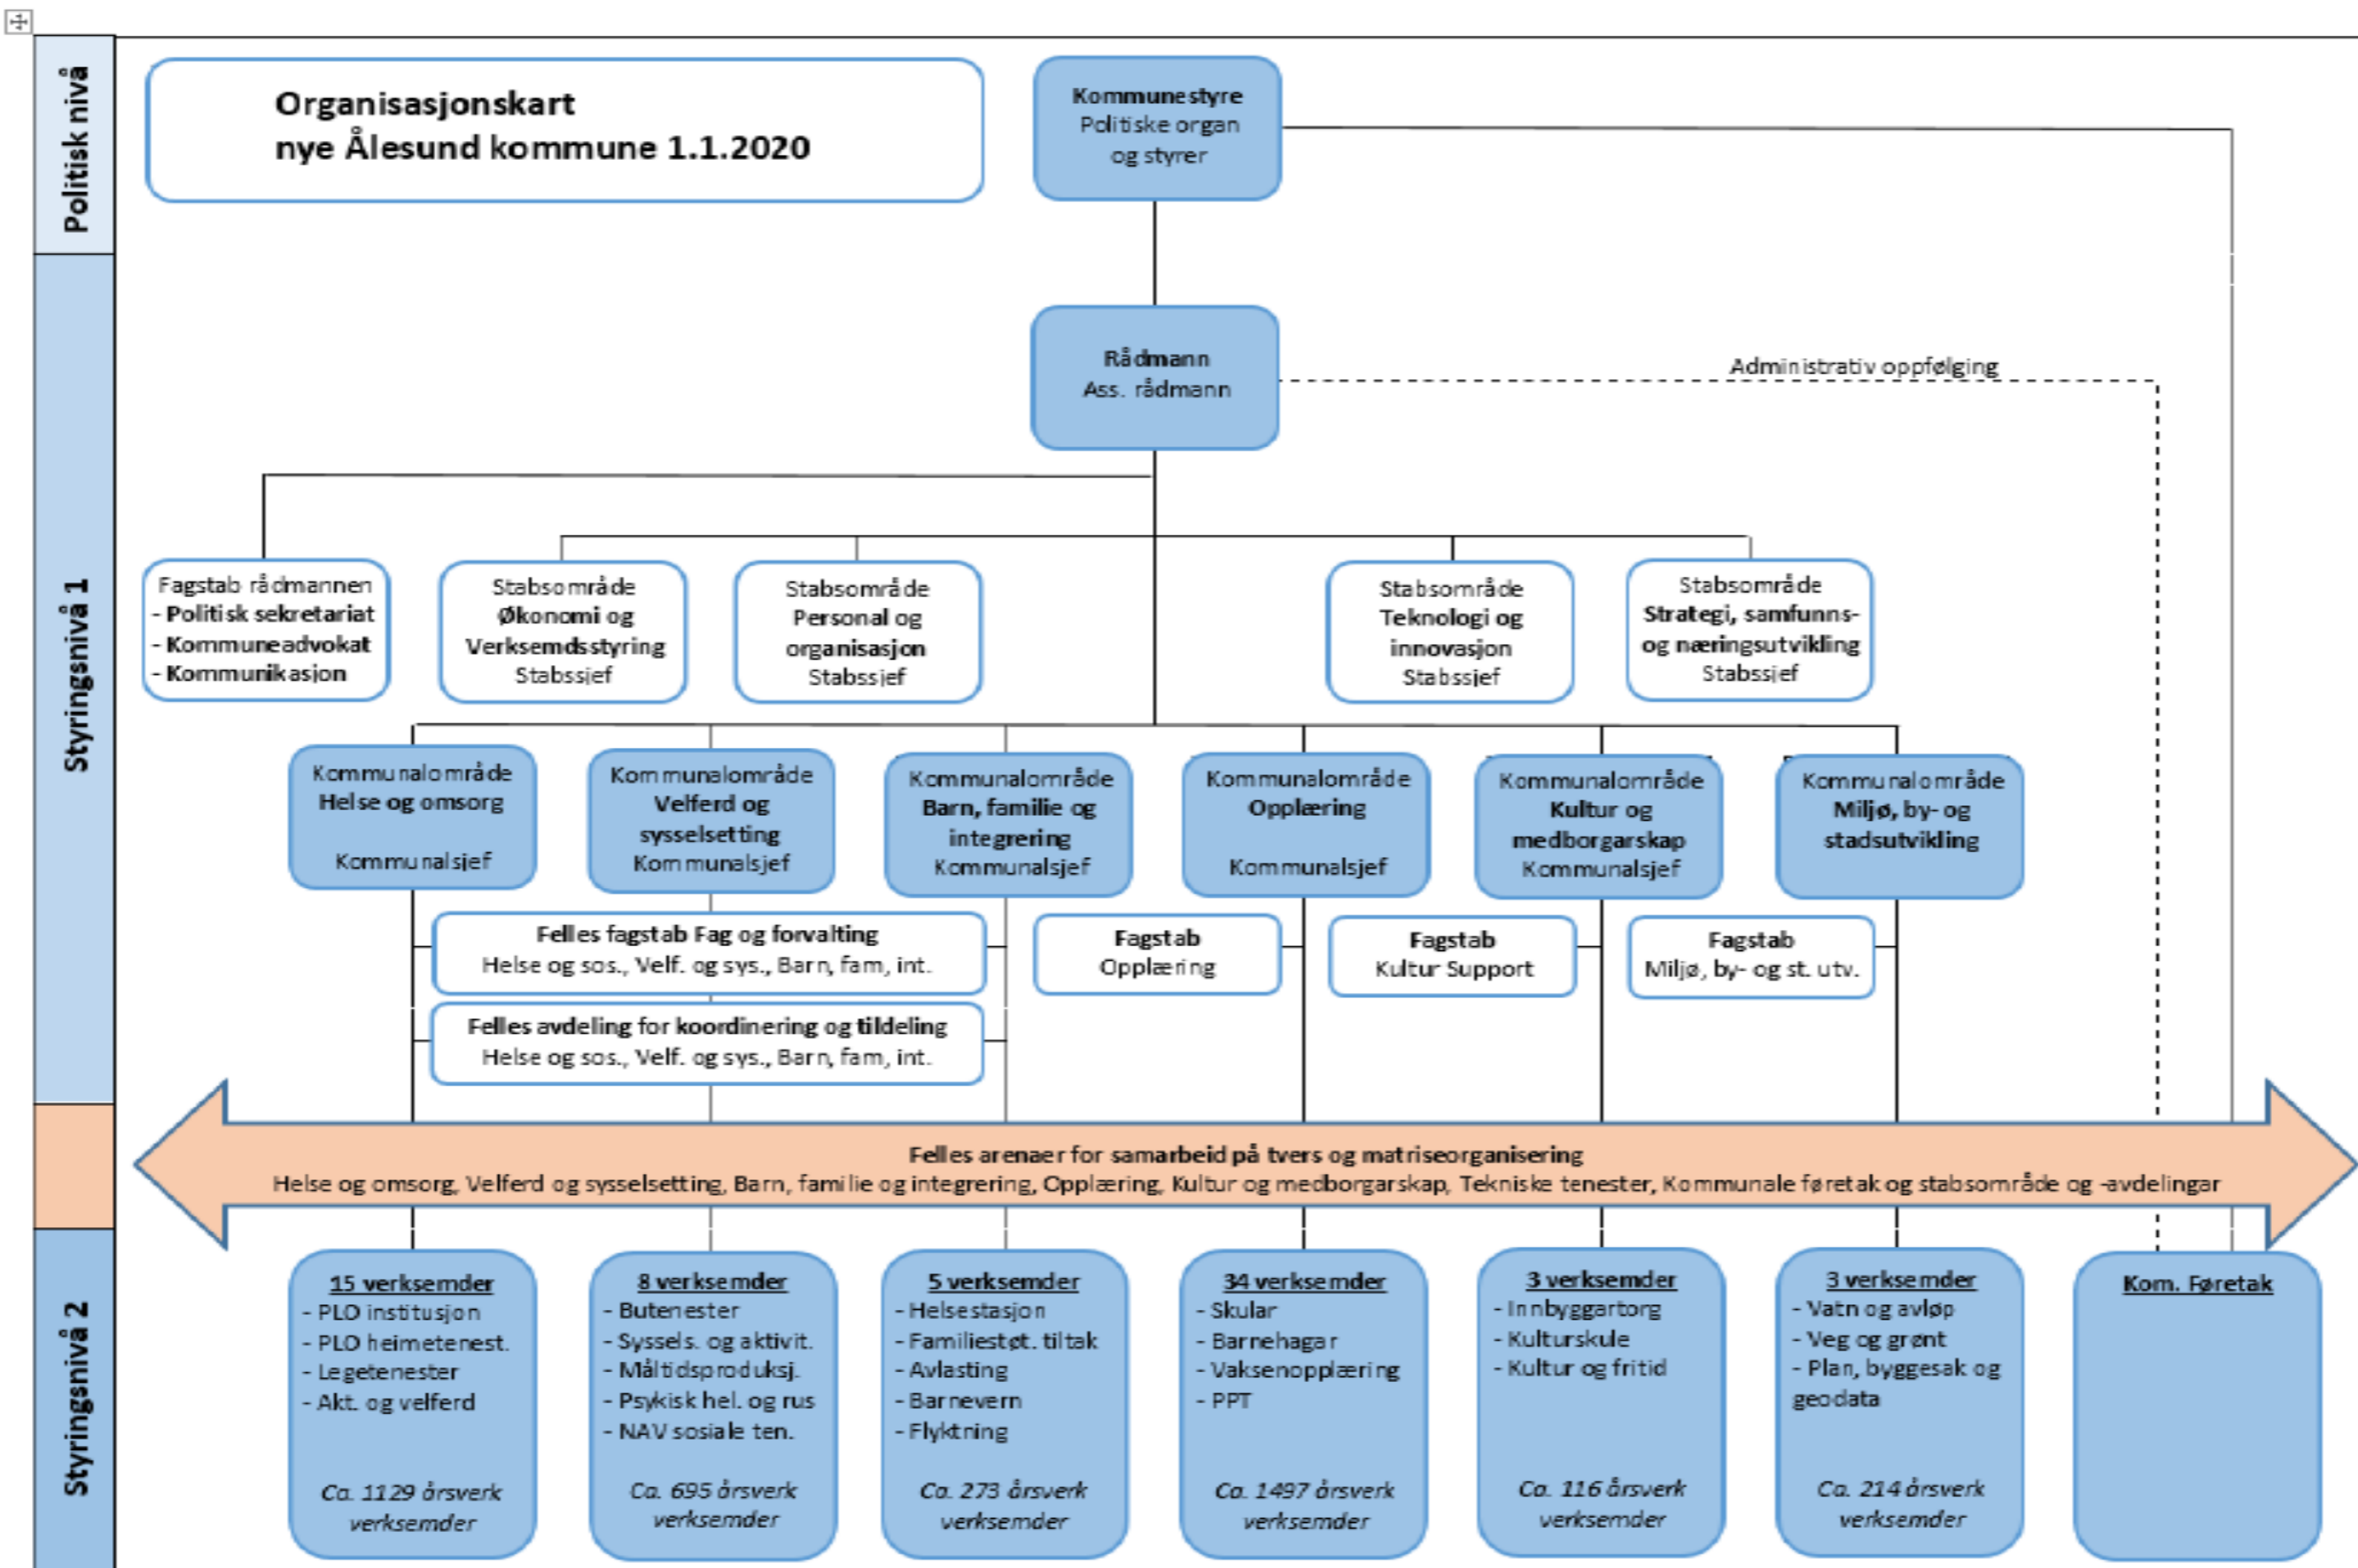 Politisk nivå
Organisasjonskart
nye Ålesund kommune 1.1.2020
Kommunestyre
Politiske organ
og styrer
Styringsnivå 1
Rådmann
Ass. rådmann
Administrativ oppfølging
Fagstab rådmannen
- Politisk sekretariat
- Kommuneadvokat
- Kommunikasjon
Stabsområde
Økonomi og
Verksemdsstyring
Stabssjef
Stabsområde
Personal og
organisasjon
Stabssjef
Stabsområde
Teknologi og
innovasjon
Stabssjef
Stabsområde
Strategi, samfunns-
og næringsutvikling
Stabssjef
Kommunalområde
Helse og omsorg
Kommunalsjef
Kommunalområde
Velferd og
sysselsetting
Kommunalsjef
Kommunalområde
Barn, familie og
integrering
Kommunalsjef
Kommunalområde
Opplæring
Kommunalsjef
Kommunalområde
Kultur og
medborgarskap
Kommunalsjef
Kommunalområde
Miljø, by- og
stadsutvikling
Felles fagstab Fag og forvalting
Helse og sos., Velf. og sys., Barn, fam, int.
Fagstab
Opplæring
Fagstab
Kultur Support
Fagstab
Miljø, by- og st. utv.
Felles avdeling for koordinering og tildeling
Helse og sos., Velf. og sys., Barn, fam, int.
Felles arenaer for samarbeid på tvers og matriseorganisering
Helse og omsorg, Velferd og sysselsetting, Barn, familie og integrering, Opplæring, Kultur og medborgarskap, Tekniske tenester, Kommunale føretak og stabsområde og -avdelingar
Styringsnivå 2
15 verksemder
- PLO institusjon
- PLO heimetenest.
- Legetenester
- Akt. og velferd
Ca. 1129 årsverk
verksemder
8 verksemder
- Butenester
- Syssels. og aktivit.
- Måltidsproduksj.
- Psykisk hel. og rus
- NAV sosiale ten.
Ca. 695 årsverk
verksemder
5 verksemder
- Helsestasjon
- Familiestøt. tiltak
- Avlasting
- Barnevern
- Flyktning
Ca. 273 årsverk
verksemder
34 verksemder
- Skular
- Barnehagar
- Vaksenopplæring
- PPT
Ca. 1497 årsverk
verksemder
3 verksemder
- Innbyggartorg
- Kulturskule
- Kultur og fritid
Ca. 116 årsverk
verksemder
3 verksemder
- Vatn og avløp
- Veg og grønt
- Plan, byggesak og
geodata
Ca. 214 årsverk
verksemder
Kom. Føretak